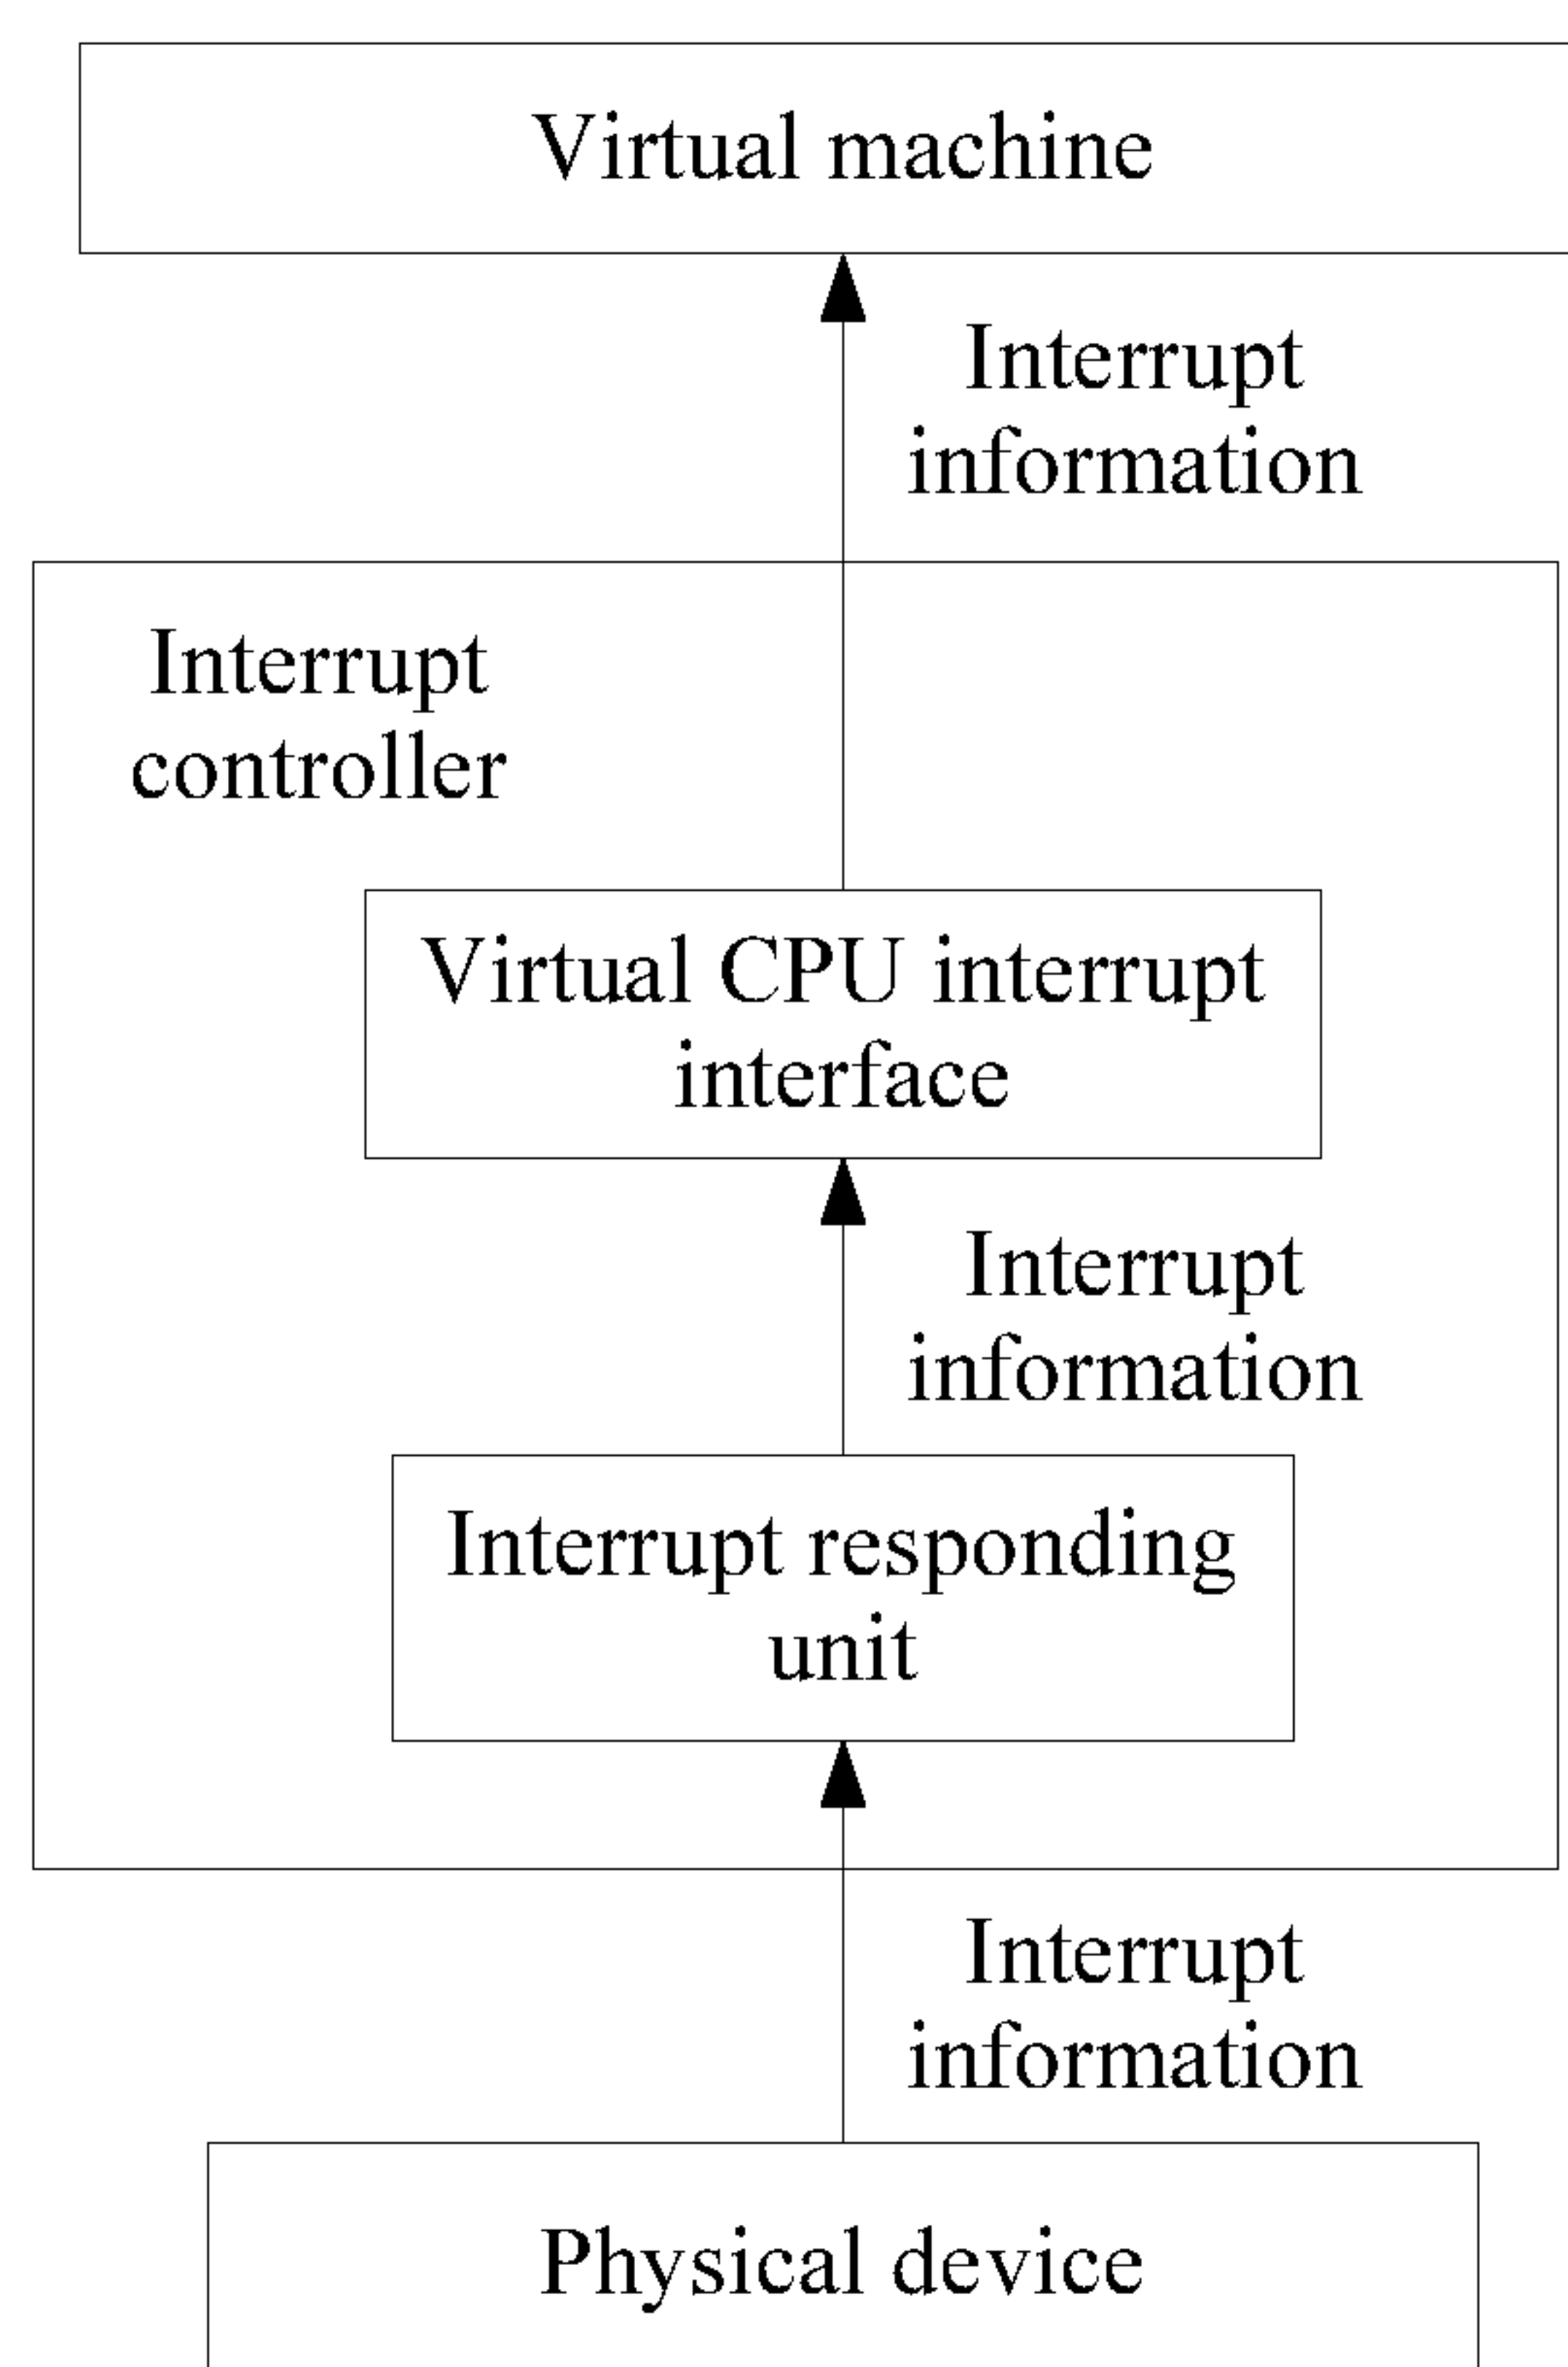 Virtual machine
Interrupt
information
Interrupt
controller
Virtual CPU interrupt
interface
Interrupt
information
Interrupt responding
unit
Interrupt
information
Physical device